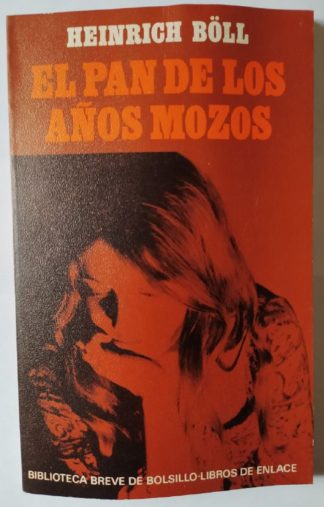 HEINRICH BÖLL
EL PAN DE LOS
AÑOS MOZOS
BIBLIOTECA BREVE DE BOLSILLO·LIBROS DE ENLACE